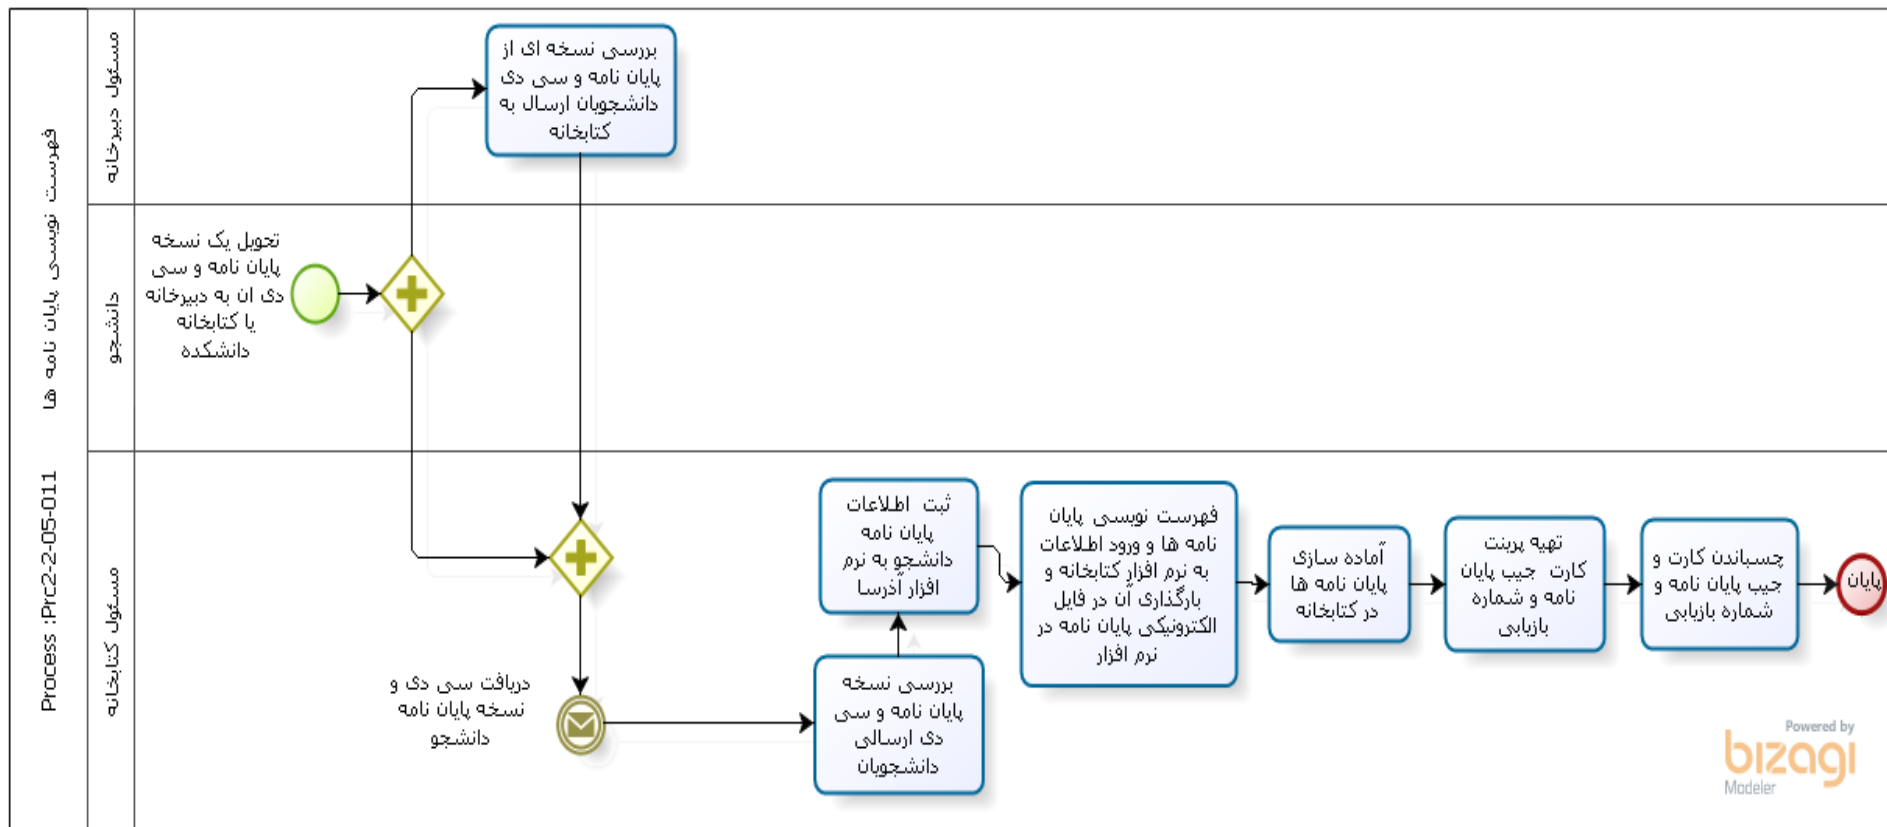 فهرست نویسی پایان نامه ها
Process :Prc2-2-05-011
مسئول دبیرخانه
دانشجو
مسئول کتابخانه
بررسی نسخه ای از
پایان نامه و سی دی
دانشجویان ارسال به
کتابخانه
تحویل یک نسخه
پایان نامه و سی
دی ان به دبیرخانه
یا کتابخانه
دانشکده
دریافت سی دی و
نسخه پایان نامه
دانشجو
بررسی نسخه
پایان نامه و سی
دی ارسالی
دانشجویان
ثبت اطلاعات
پایان نامه
دانشجو به نرم
افزار آذرسا
فهرست نویسی پایان
نامه ها و ورود اطلاعات
به نرم افزار کتابخانه و
بارگذاری آن در فایل
الکترونیکی پایان نامه در
نرم افزار
آماده سازی
پایان نامه ها
در کتابخانه
تهیه پرینت
کارت جیب پایان
نامه و شماره
بازیابی
چسباندن کارت و
جیب پایان نامه و
شماره بازیابی
پایان
Powered by
bizagi
Modeler